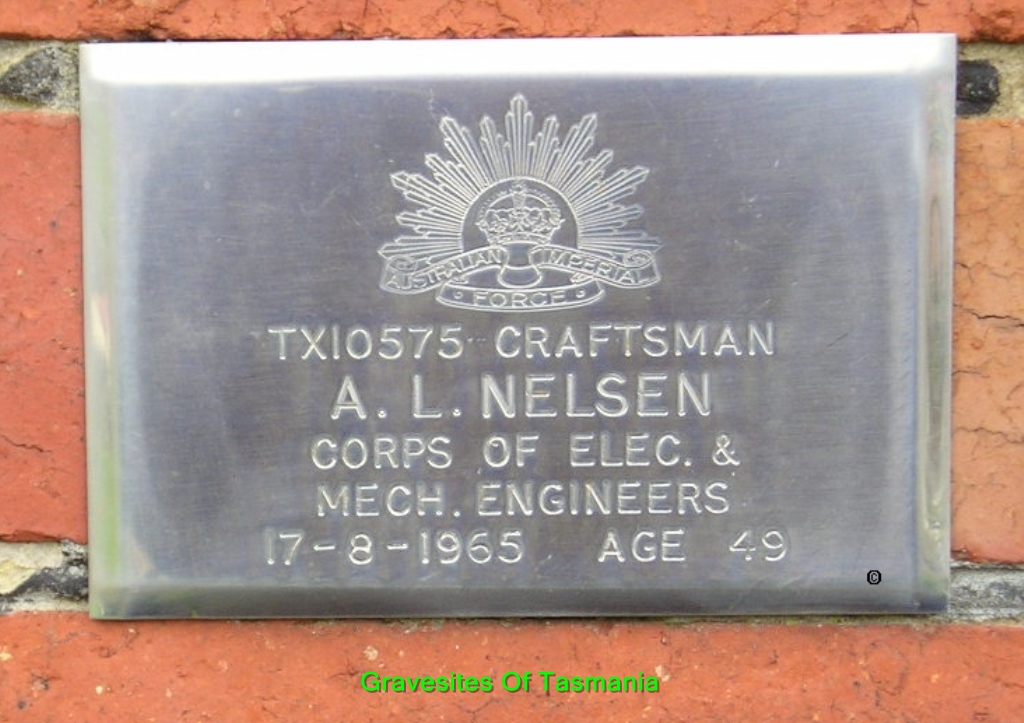 AUSTRALIAN IMPERIAL
FORCE
TX10575 CRAFTSMAN
A. L. NELSEN
CORPS OF ELEC. &
MECH. ENGINEERS
17-8-1965 AGE 49
©
Gravesites Of Tasmania